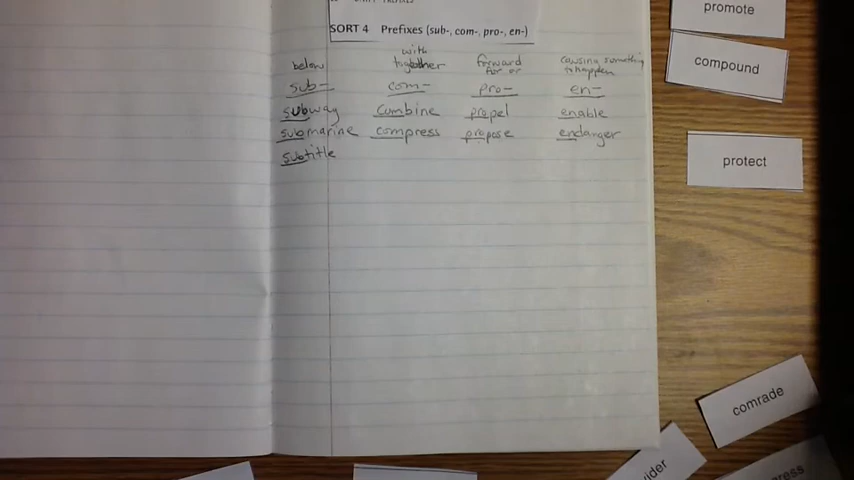 SORT 4 Prefixes (sub-, com-, pro-, en-)
below with together forward for or causing something to happen
sub- com- pro- en-
subway combine propel enable
submarine compress propose endanger
subtitle
promote
compound
protect
comrade